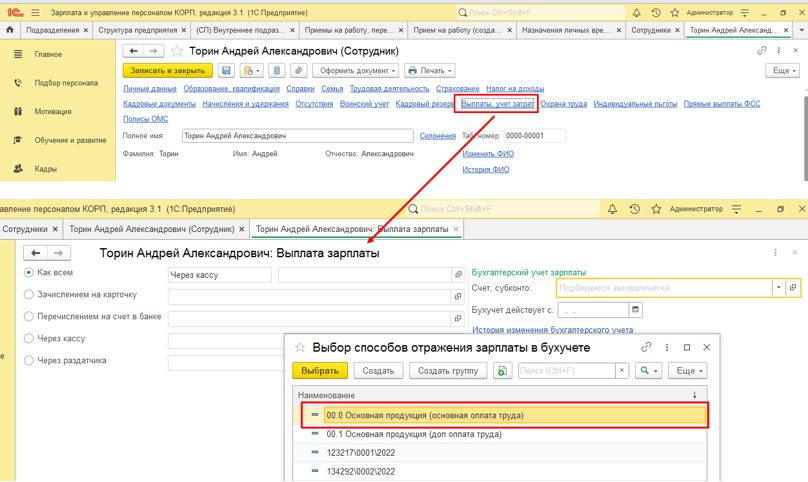 1С Зарплата и управление персоналом КОРП, редакция 3.1 (1С:Предприятие) Поиск Ctrl+Shift+F Администратор
Подразделения × Структура предприятия × (СП) Внутреннее подраз... × Приемы на работу, пере... × Прием на работу (созда... × Назначения личных вре... × Сотрудники × Торин Андрей Александ... ×
Главное
Подбор персонала
Мотивация
Обучение и развитие
Кадры
Торин Андрей Александрович (Сотрудник)
Записать и закрыть Оформить документ Печать Еще
Личные данные Образование, квалификация Справки Семья Трудовая деятельность Страхование Налог на доходы
Кадровые документы Начисления и удержания Отсутствия Воинский учет Кадровый резерв Выплаты, учет затрат Охрана труда Индивидуальные льготы Прямые выплаты ФСС
Полисы ОМС
Полное имя: Торин Андрей Александрович Склонения Таб. номер: 0000-00001
Фамилия: Торин Имя: Андрей Отчество: Александрович Изменить ФИО
История ФИО
авление персоналом КОРП, редакция 3.1 (1С:Предприятие) Поиск Ctrl+Shift+F Администратор
Сотрудники × Торин Андрей Александрович (Сотрудник) × Торин Андрей Александрович: Выплата зарплаты ×
Торин Андрей Александрович: Выплата зарплаты
Как всем Через кассу
Зачислением на карточку
Перечислением на счет в банке
Через кассу
Через раздатчика
Бухгалтерский учет зарплаты
Счет, субконто: Подбирается автоматически
Бухучет действует с: . .
История изменения бухгалтерского учета
е
Выбор способов отражения зарплаты в бухучете
Выбрать Создать Создать группу Поиск (Ctrl+F) × Еще
Наименование ↓
00.0 Основная продукция (основная оплата труда)
00.1 Основная продукция (доп оплата труда)
123217\0001\2022
134292\0002\2022